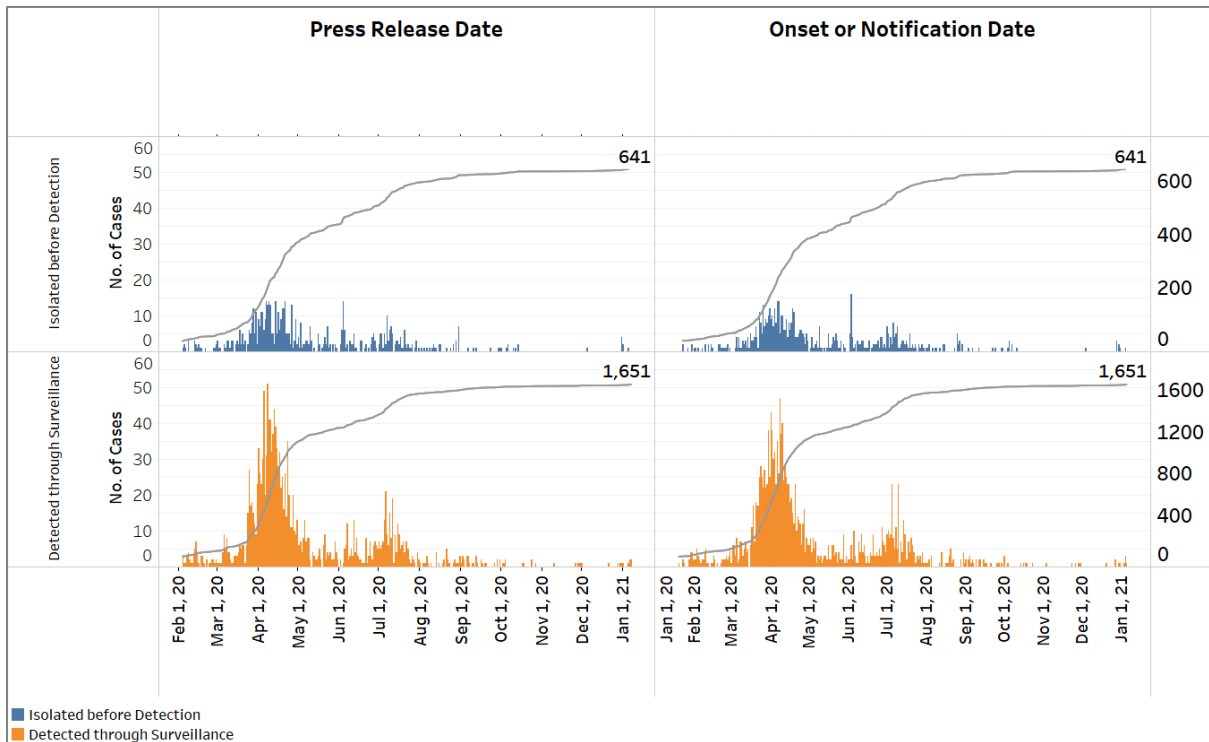 Press Release Date
Onset or Notification Date
Isolated before Detection
No. of Cases
60
50
40
30
20
10
0
641
641
600
400
200
0
Detected through Surveillance
No. of Cases
60
50
40
30
20
10
0
1,651
1,651
1600
1200
800
400
0
Feb 1, 20
Mar 1, 20
Apr 1, 20
May 1, 20
Jun 1, 20
Jul 1, 20
Aug 1, 20
Sep 1, 20
Oct 1, 20
Nov 1, 20
Dec 1, 20
Jan 1, 21
Jan 1, 20
Feb 1, 20
Mar 1, 20
Apr 1, 20
May 1, 20
Jun 1, 20
Jul 1, 20
Aug 1, 20
Sep 1, 20
Oct 1, 20
Nov 1, 20
Dec 1, 20
Jan 1, 21
Isolated before Detection
Detected through Surveillance